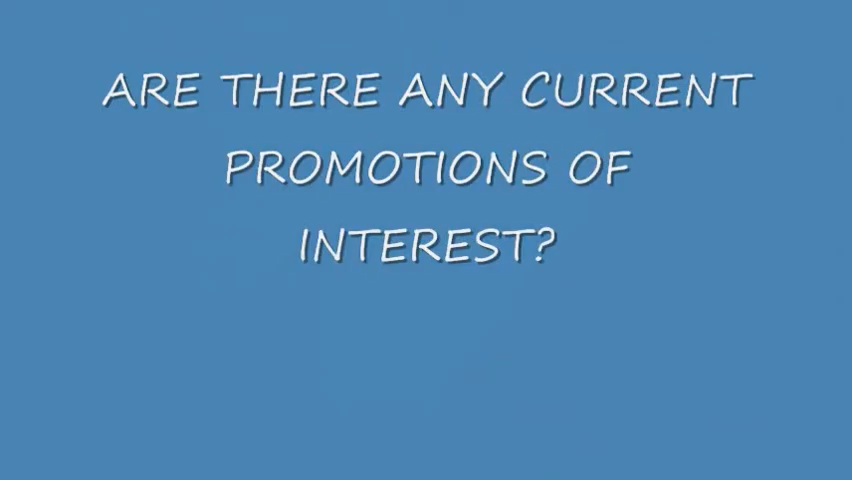 ARE THERE ANY CURRENT
PROMOTIONS OF
INTEREST?